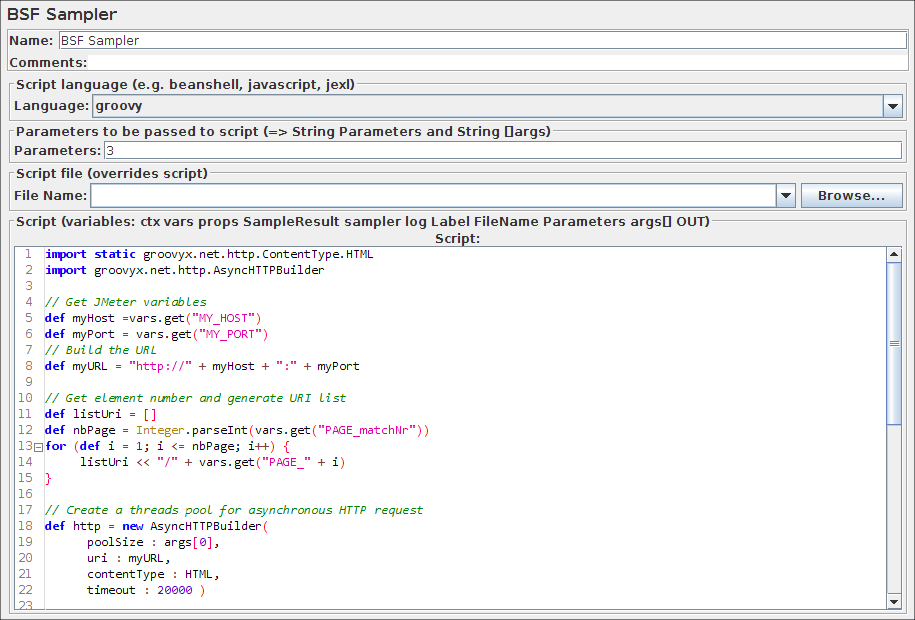 BSF Sampler
Name: BSF Sampler
Comments:
Script language (e.g. beanshell, javascript, jexl)
Language: groovy
Parameters to be passed to script (=> String Parameters and String []args)
Parameters: 3
Script file (overrides script)
File Name: Browse...
Script (variables: ctx vars props SampleResult sampler log Label FileName Parameters args[] OUT)
Script:
1 import static groovyx.net.http.ContentType.HTML
2 import groovyx.net.http.AsyncHTTPBuilder
3
4 // Get JMeter variables
5 def myHost =vars.get("MY_HOST")
6 def myPort = vars.get("MY_PORT")
7 // Build the URL
8 def myURL = "http://" + myHost + ":" + myPort
9
10 // Get element number and generate URI list
11 def listUri = []
12 def nbPage = Integer.parseInt(vars.get("PAGE_matchNr"))
13 for (def i = 1; i <= nbPage; i++) {
14 listUri << "/" + vars.get("PAGE_" + i)
15 }
16
17 // Create a threads pool for asynchronous HTTP request
18 def http = new AsyncHTTPBuilder(
19 poolSize : args[0],
20 uri : myURL,
21 contentType : HTML,
22 timeout : 20000 )
23